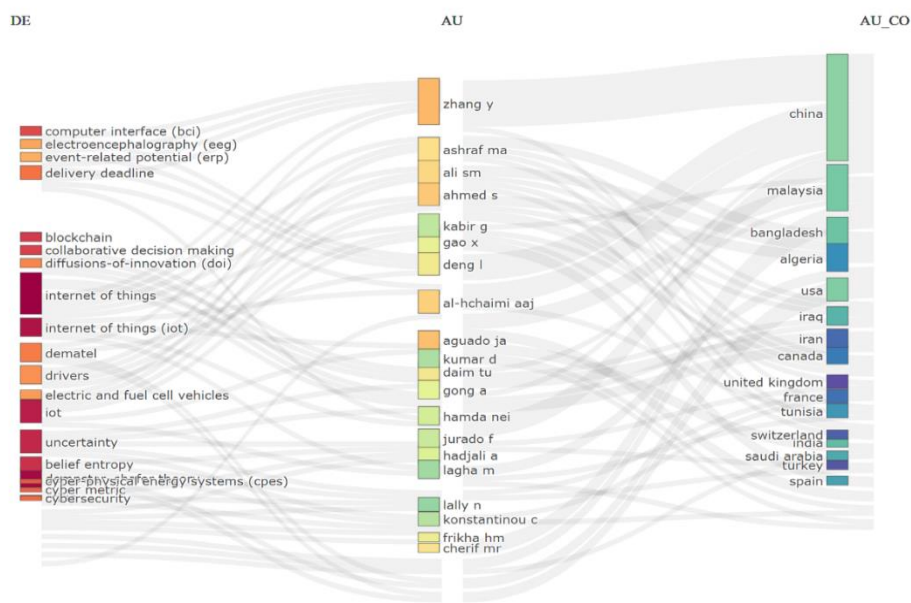 DE
AU
AU_CO
computer interface (bci)
electroencephalography (eeg)
event-related potential (erp)
delivery deadline
blockchain
collaborative decision making
diffusions-of-innovation (doi)
internet of things
internet of things (iot)
dematel
drivers
electric and fuel cell vehicles
iot
uncertainty
belief entropy
cyber-physical energy systems (cpes)
cyber metric
cybersecurity
zhang y
ashraf ma
ali sm
ahmed s
kabir g
gao x
deng l
al-hchaimi aaj
aguado ja
kumar d
daim tu
gong a
hamda nei
jurado f
hadjali a
lagha m
lally n
konstantinou c
frikha hm
cherif mr
china
malaysia
bangladesh
algeria
usa
iraq
iran
canada
united kingdom
france
tunisia
switzerland
india
saudi arabia
turkey
spain